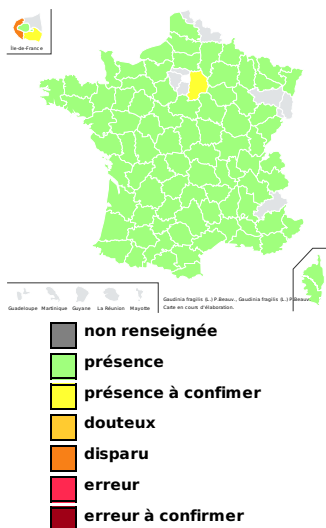 Île-de-France
Guadeloupe Martinique Guyane La Réunion Mayotte
Gaudinia fragilis (L.) P.Beauv., Gaudinia fragilis (L.) P.Beauv.
Carte en cours d'élaboration.
non renseignée
présence
présence à confimer
douteux
disparu
erreur
erreur à confirmer